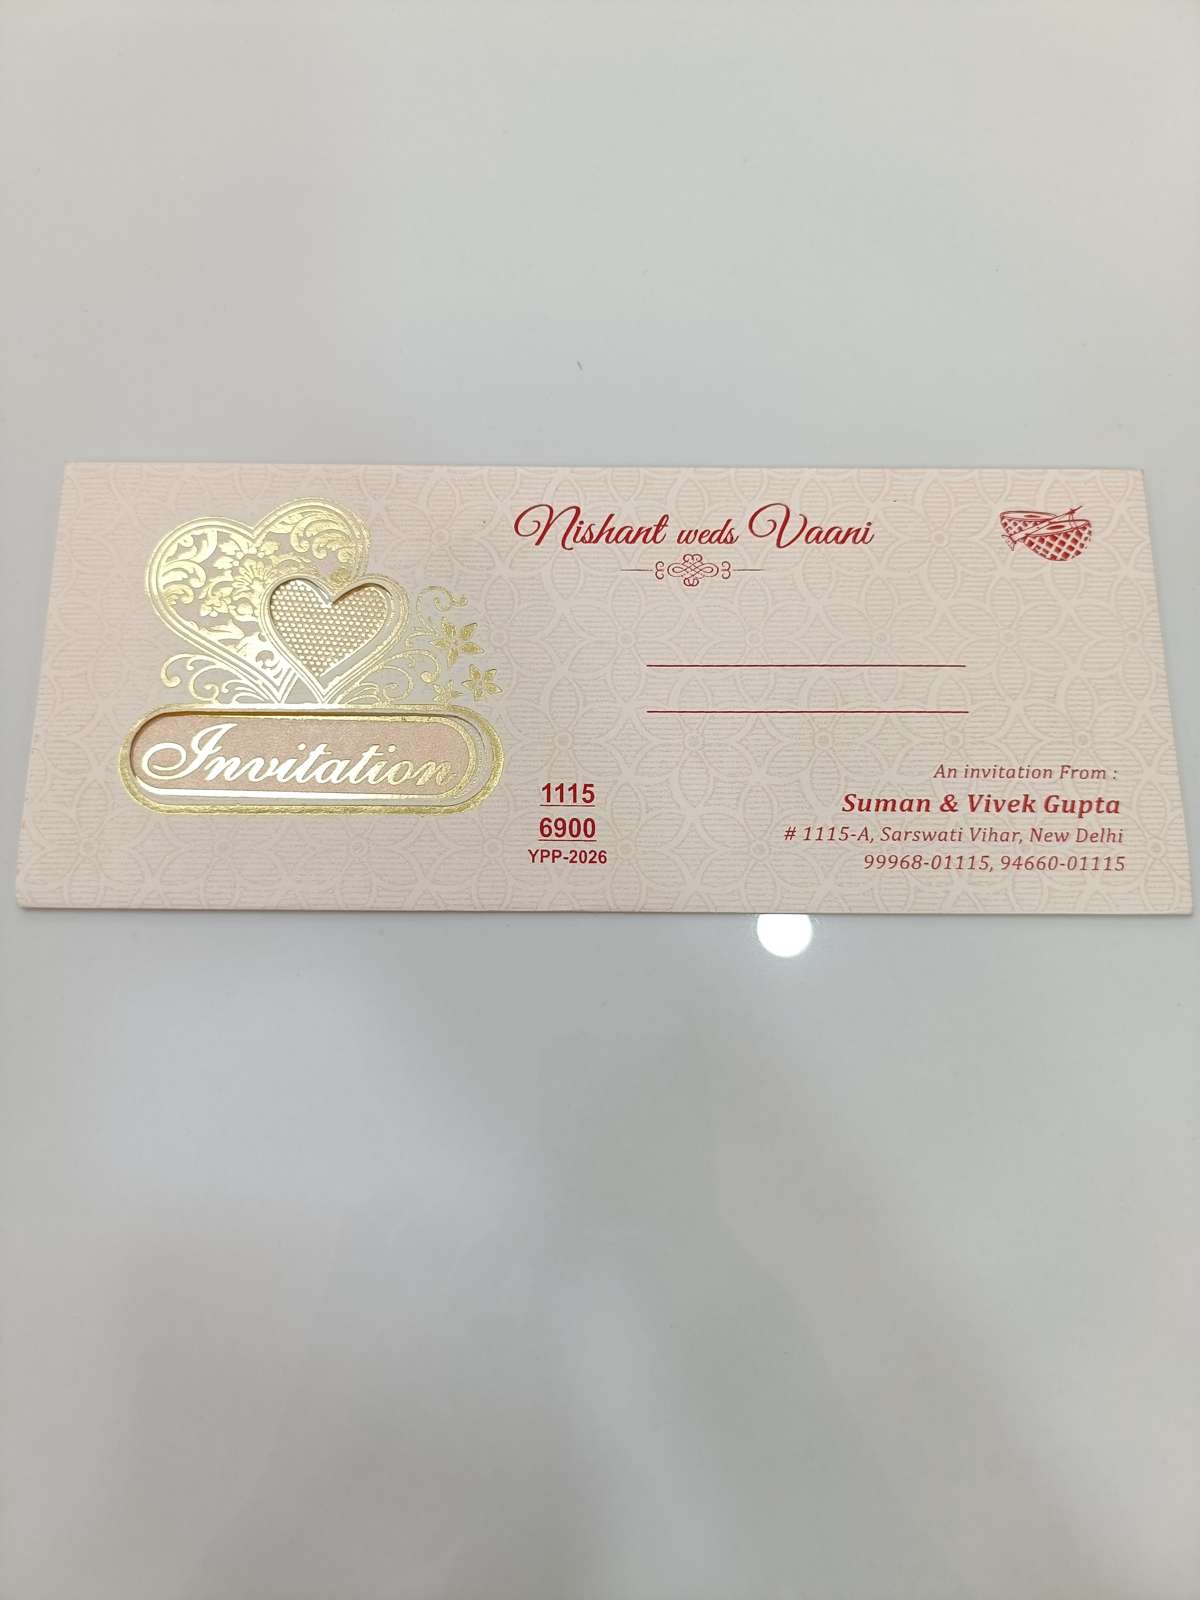 Nishant weds Vaani
Invitation
1115
6900
YPP-2026
An invitation From :
Suman & Vivek Gupta
# 1115-A, Sarswati Vihar, New Delhi
99968-01115, 94660-01115